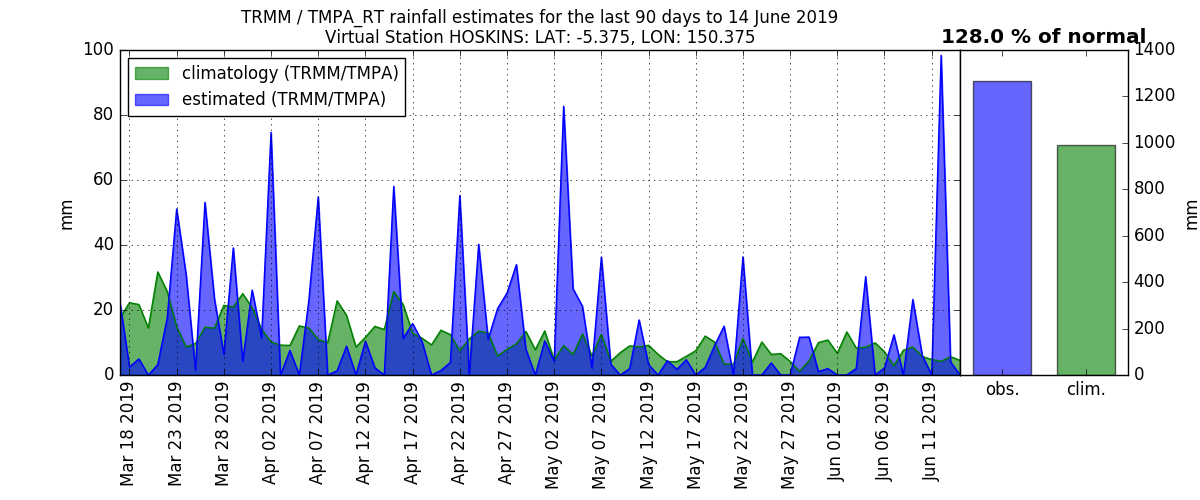 TRMM / TMPA_RT rainfall estimates for the last 90 days to 14 June 2019
Virtual Station HOSKINS: LAT: -5.375, LON: 150.375
128.0 % of normal
climatology (TRMM/TMPA)
estimated (TRMM/TMPA)
mm
100
80
60
40
20
0
Mar 18 2019
Mar 23 2019
Mar 28 2019
Apr 02 2019
Apr 07 2019
Apr 12 2019
Apr 17 2019
Apr 22 2019
Apr 27 2019
May 02 2019
May 07 2019
May 12 2019
May 17 2019
May 22 2019
May 27 2019
Jun 01 2019
Jun 06 2019
Jun 11 2019
obs.
clim.
1400
1200
1000
800
600
400
200
0
mm